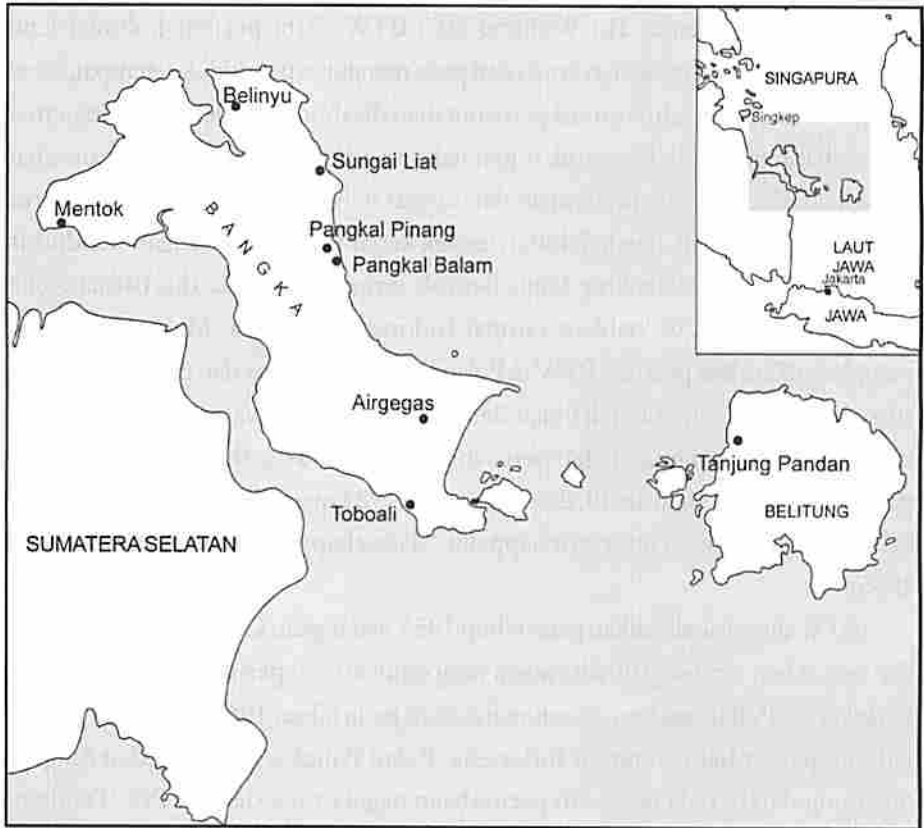 Belinyu
Sungai Liat
Mentok
BANGKA
Pangkal Pinang
Pangkal Balam
Airgegas
Toboali
SUMATERA SELATAN
Tanjung Pandan
BELITUNG
SINGAPURA
Singkep
LAUT
JAWA
Jakarta
JAWA